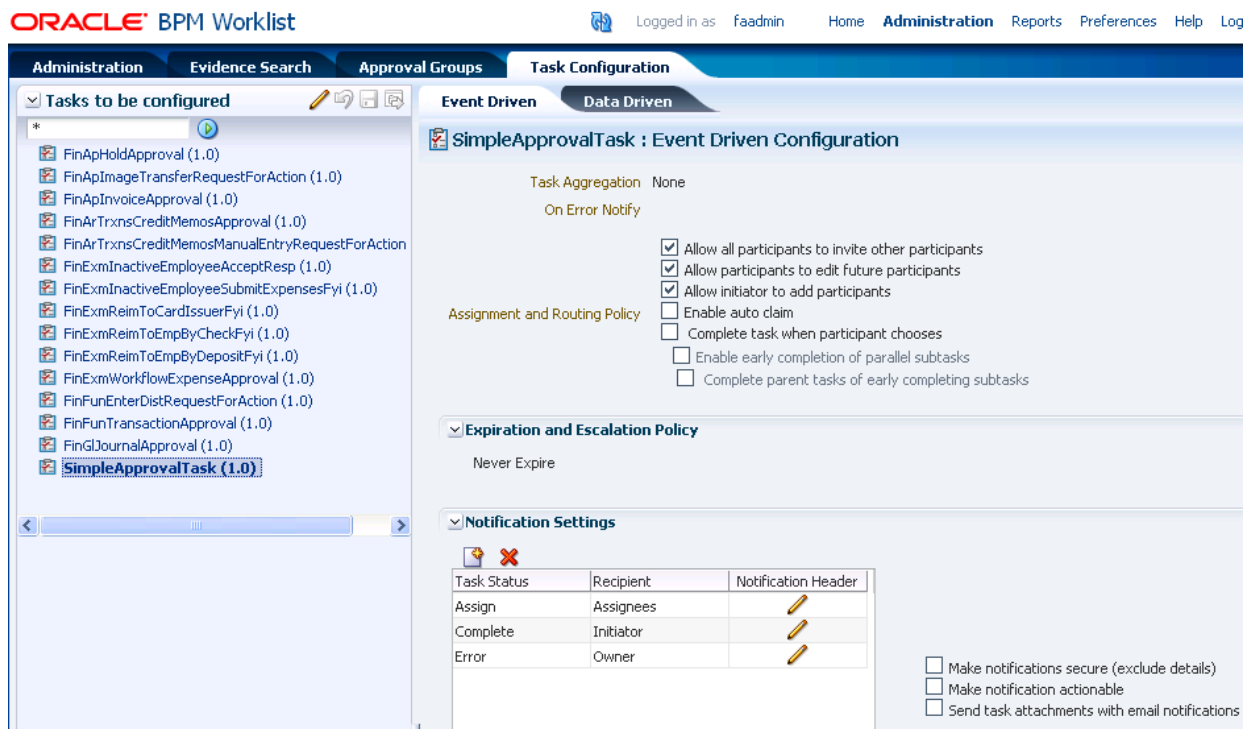 ORACLE BPM Worklist
Logged in as faadmin Home Administration Reports Preferences Help Log
Administration Evidence Search Approval Groups Task Configuration
Tasks to be configured
*
FinApHoldApproval (1.0)
FinApImageTransferRequestForAction (1.0)
FinApInvoiceApproval (1.0)
FinArTrxnsCreditMemosApproval (1.0)
FinArTrxnsCreditMemosManualEntryRequestForAction
FinExmInactiveEmployeeAcceptResp (1.0)
FinExmInactiveEmployeeSubmitExpensesFyi (1.0)
FinExmReimToCardIssuerFyi (1.0)
FinExmReimToEmpByCheckFyi (1.0)
FinExmReimToEmpByDepositFyi (1.0)
FinExmWorkflowExpenseApproval (1.0)
FinFunEnterDistRequestForAction (1.0)
FinFunTransactionApproval (1.0)
FinGlJournalApproval (1.0)
SimpleApprovalTask (1.0)
Event Driven Data Driven
SimpleApprovalTask : Event Driven Configuration
Task Aggregation None
On Error Notify
Assignment and Routing Policy
Allow all participants to invite other participants
Allow participants to edit future participants
Allow initiator to add participants
Enable auto claim
Complete task when participant chooses
Enable early completion of parallel subtasks
Complete parent tasks of early completing subtasks
Expiration and Escalation Policy
Never Expire
Notification Settings
Task Status Recipient Notification Header
Assign Assignees
Complete Initiator
Error Owner
Make notifications secure (exclude details)
Make notification actionable
Send task attachments with email notifications